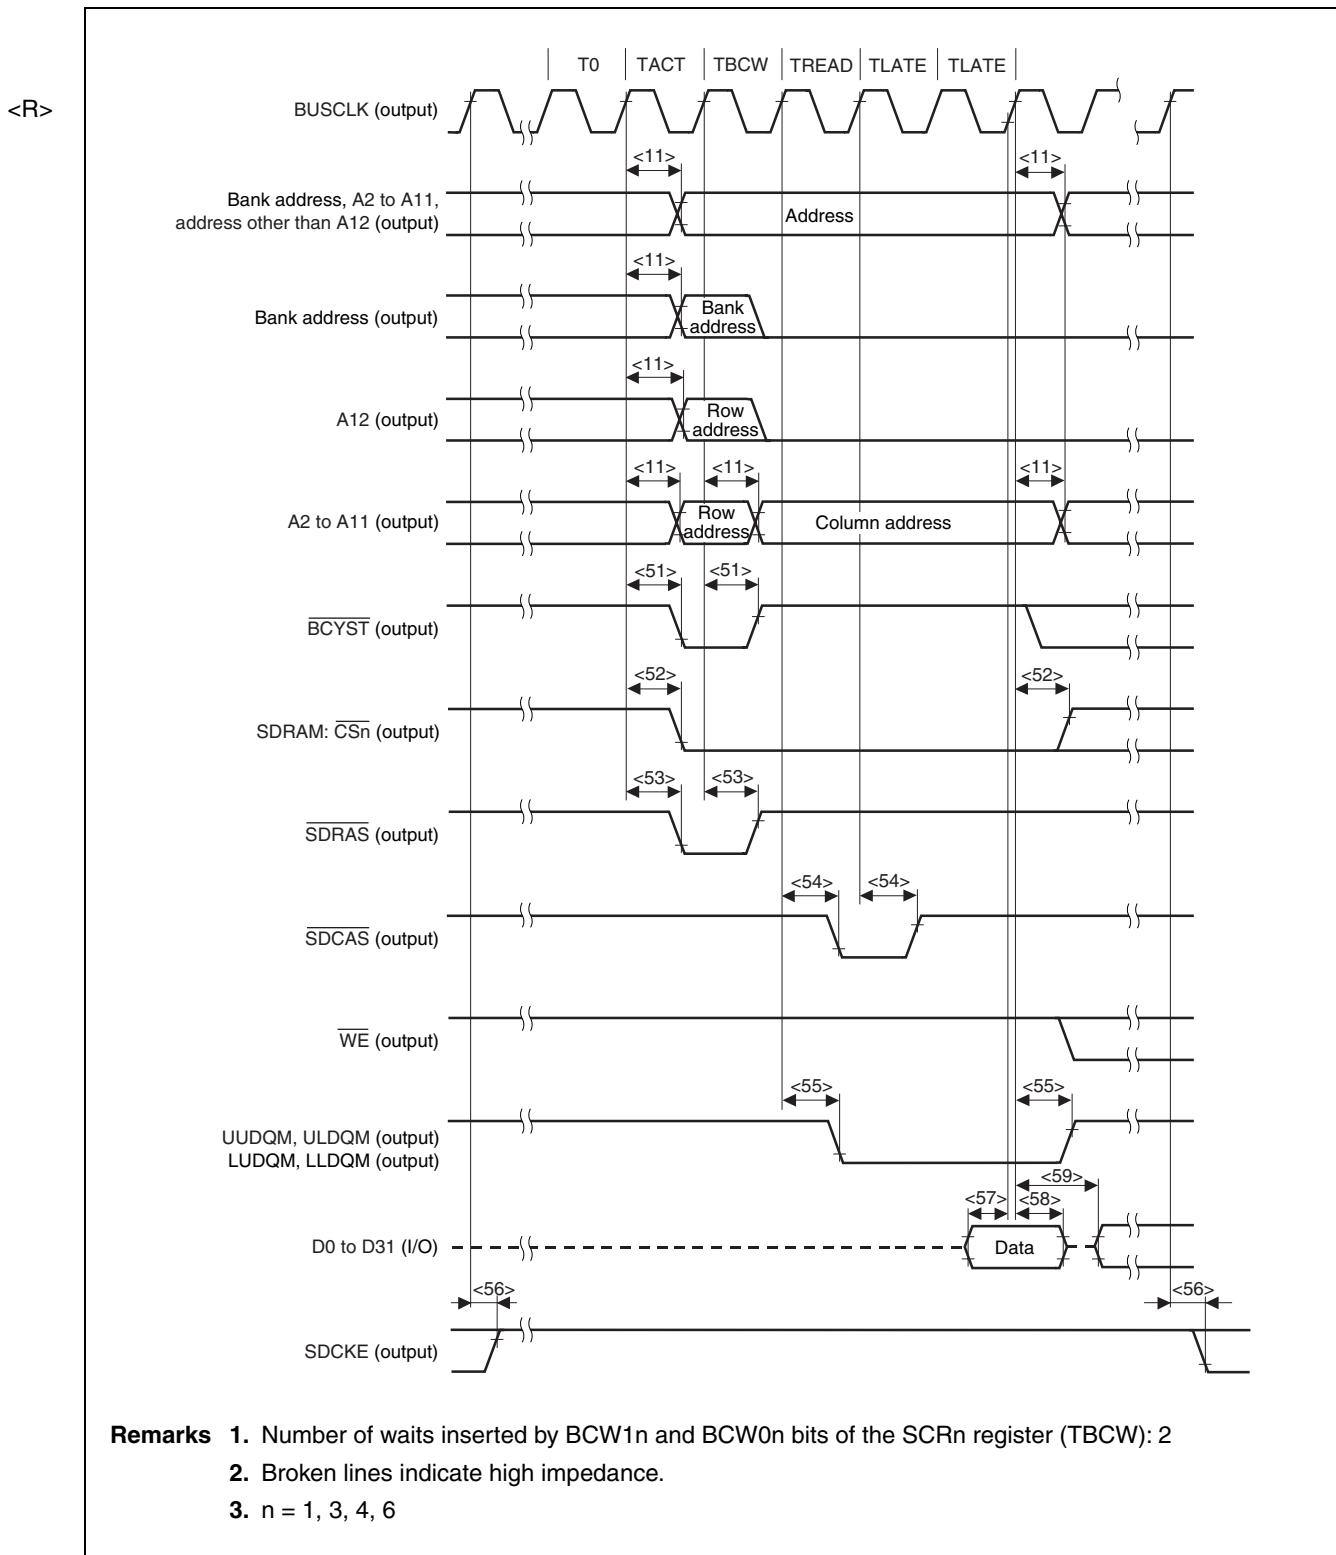 T0 TACT TBCW TREAD TLATE TLATE
<R>
BUSCLK (output)
<11> <11>
Bank address, A2 to A11,
address other than A12 (output)
Address
<11>
Bank address (output)
Bank
address
<11>
A12 (output)
Row
address
<11> <11> <11>
A2 to A11 (output)
Row
address
Column address
<51> <51>
BCYST (output)
<52> <52>
SDRAM: CSn (output)
<53> <53>
SDRAS (output)
<54> <54>
SDCAS (output)
WE (output)
<55> <55>
UUDQM, ULDQM (output)
LUDQM, LLDQM (output)
<59>
<57> <58>
D0 to D31 (I/O)
Data
<56> <56>
SDCKE (output)
Remarks 1. Number of waits inserted by BCW1n and BCW0n bits of the SCRn register (TBCW): 2
2. Broken lines indicate high impedance.
3. n = 1, 3, 4, 6